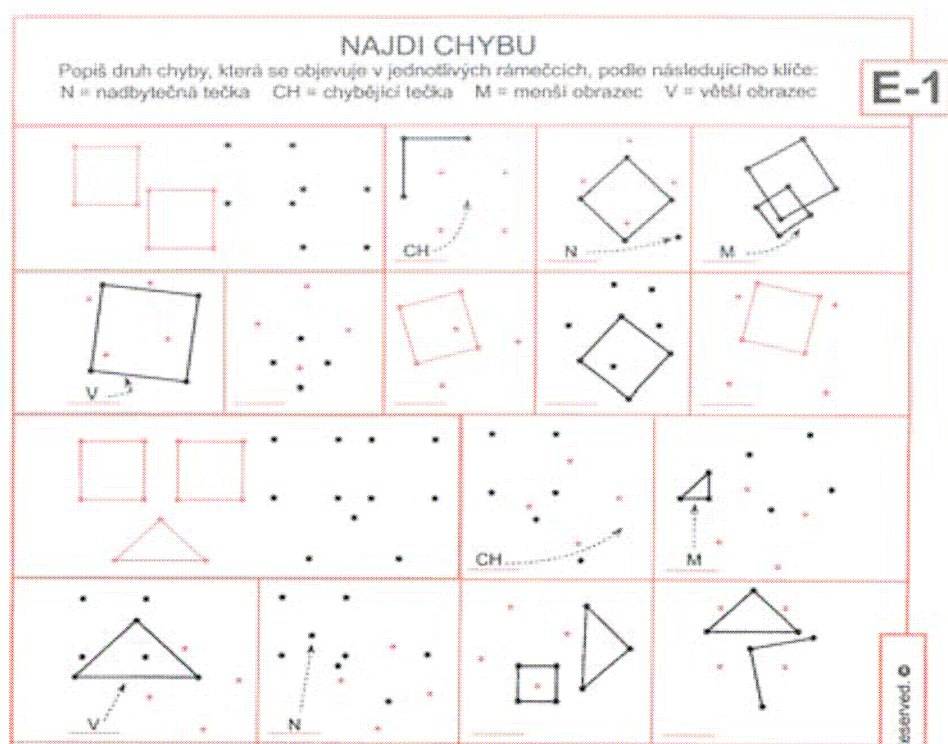 NAJDI CHYBU
Popiš druh chyby, která se objevuje v jednotlivých rámečcích, podle následujícího klíče:
N = nadbytečná tečka CH = chybějící tečka M = menší obrazec V = větší obrazec
E-1
CH
N
M
V
CH
M
V
N
eserved. ©